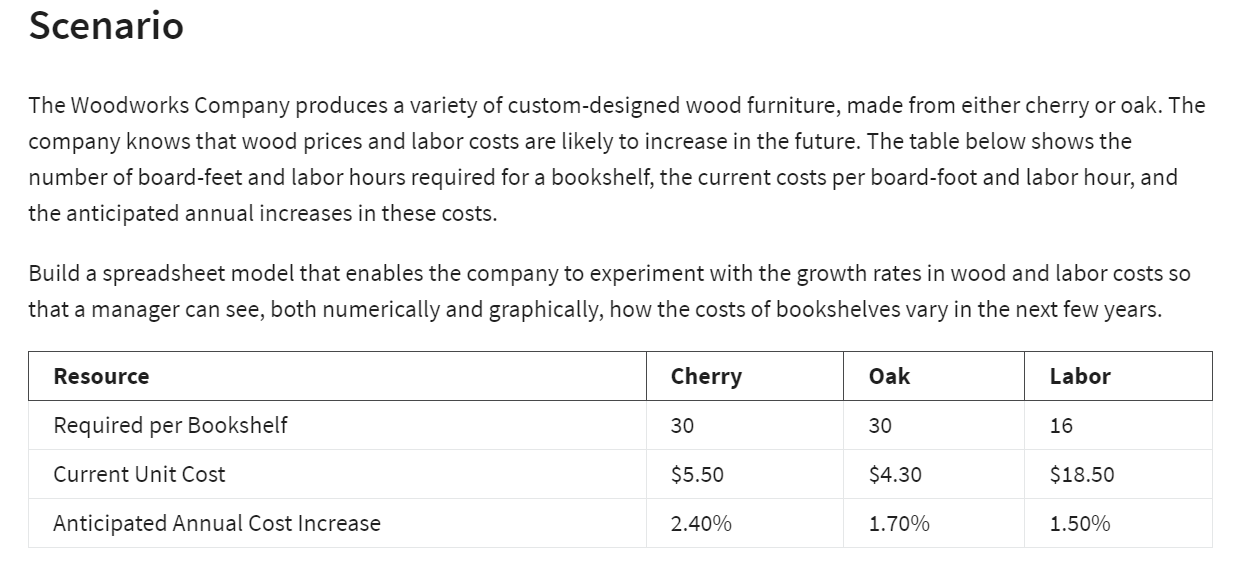 Scenario
The Woodworks Company produces a variety of custom-designed wood furniture, made from either cherry or oak. The
company knows that wood prices and labor costs are likely to increase in the future. The table below shows the
number of board-feet and labor hours required for a bookshelf, the current costs per board-foot and labor hour, and
the anticipated annual increases in these costs.
Build a spreadsheet model that enables the company to experiment with the growth rates in wood and labor costs so
that a manager can see, both numerically and graphically, how the costs of bookshelves vary in the next few years.
Resource Cherry Oak Labor
Required per Bookshelf 30 30 16
Current Unit Cost $5.50 $4.30 $18.50
Anticipated Annual Cost Increase 2.40% 1.70% 1.50%